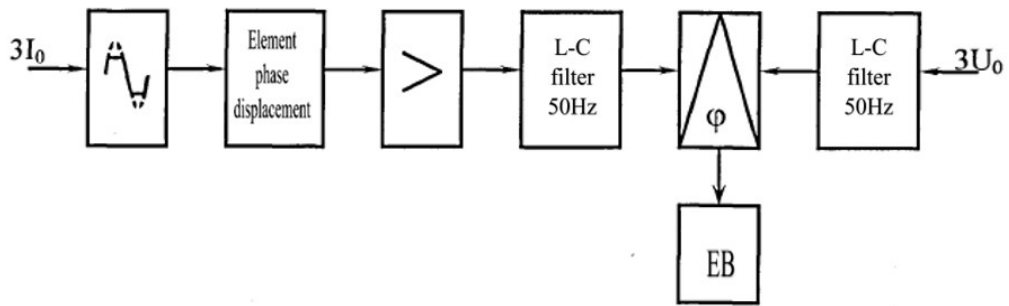 3I₀
Element
phase
displacement
>
L-C
filter
50Hz
φ
L-C
filter
50Hz
3U₀
EB